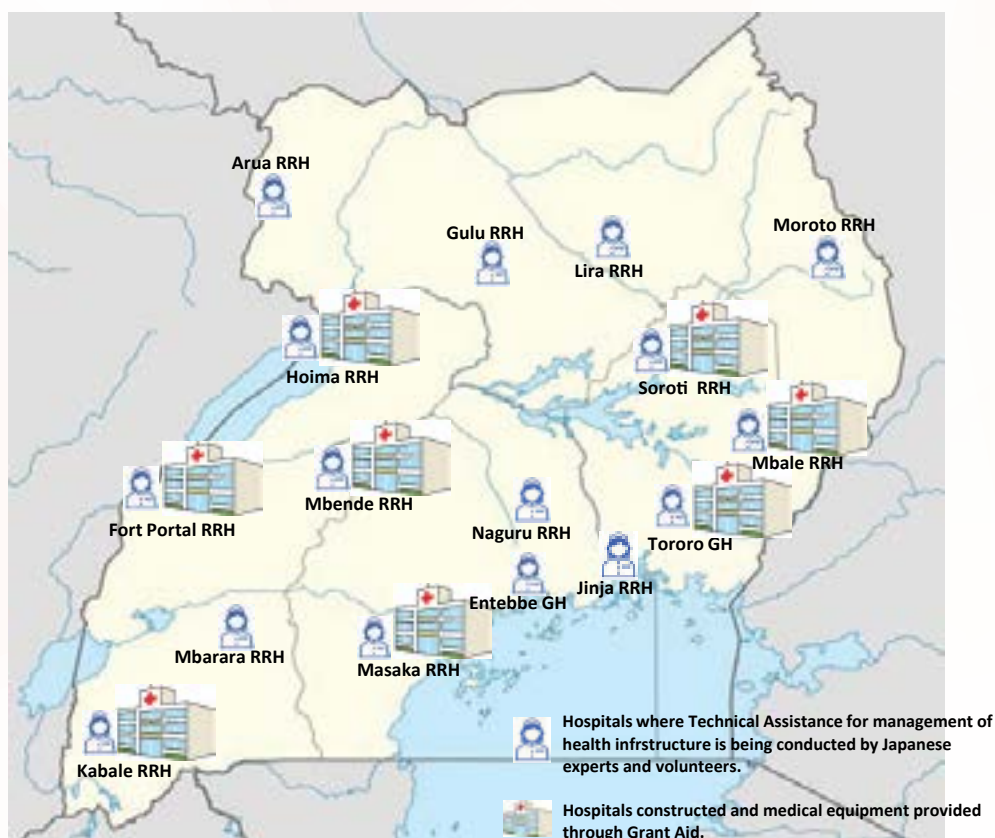 Arua RRH
Gulu RRH
Lira RRH
Moroto RRH
Hoima RRH
Soroti RRH
Mbale RRH
Fort Portal RRH
Mbende RRH
Naguru RRH
Tororo GH
Entebbe GH
Jinja RRH
Mbarara RRH
Masaka RRH
Kabale RRH
Hospitals where Technical Assistance for management of
health infrstructure is being conducted by Japanese
experts and volunteers.
Hospitals constructed and medical equipment provided
through Grant Aid.